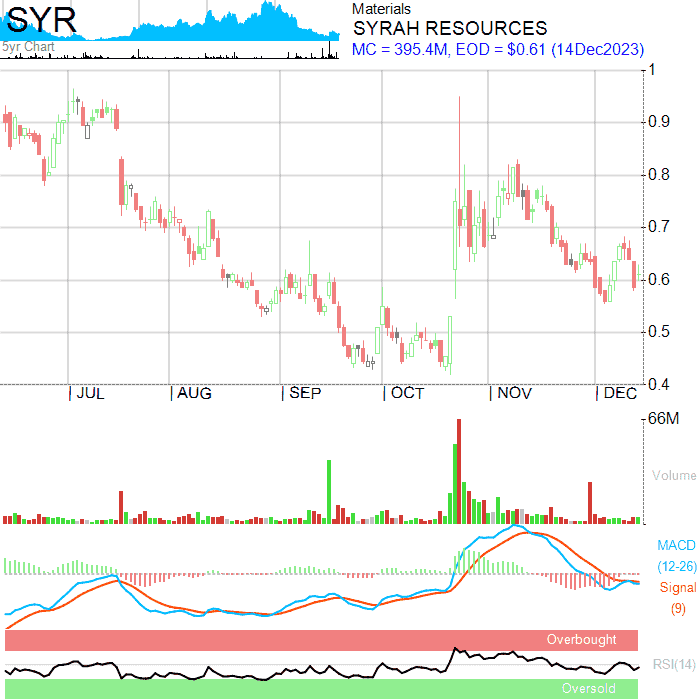 SYR
5yr Chart
Materials
SYRAH RESOURCES
MC = 395.4M, EOD = $0.61 (14Dec2023)
1
0.9
0.8
0.7
0.6
0.5
0.4
JUL AUG SEP OCT NOV DEC
66M
Volume
MACD
(12-26)
Signal
(9)
Overbought
RSI(14)
Oversold